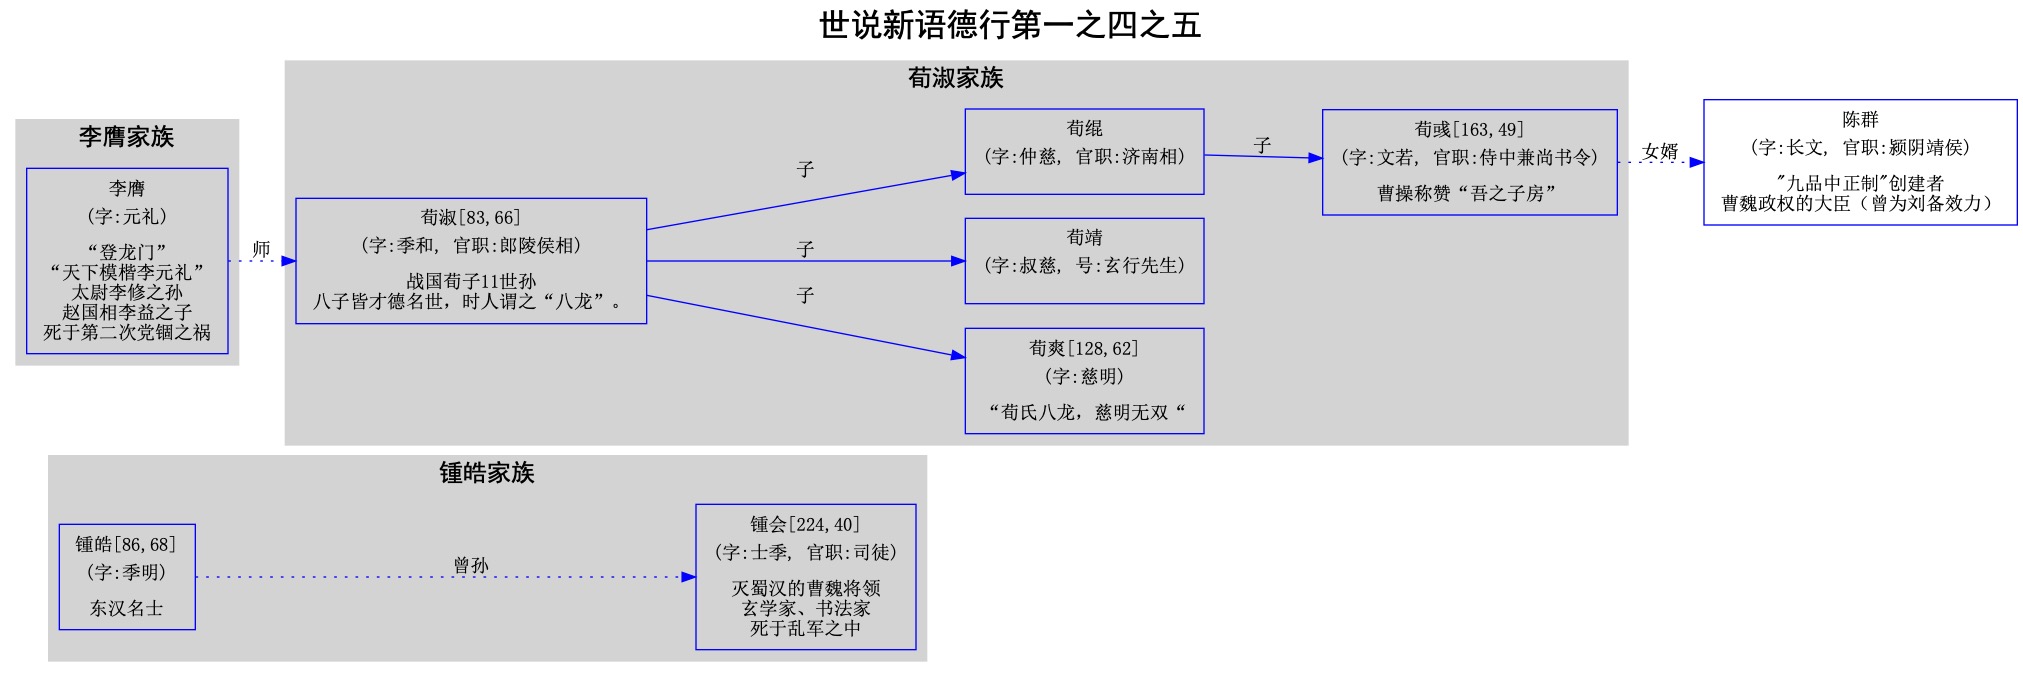 世说新语德行第一之四之五
李膺家族
李膺
(字:元礼)
“登龙门”
“天下模楷李元礼”
太尉李修之孙
赵国相李益之子
死于第二次党锢之祸
师
荀淑家族
荀淑[83,66]
(字:季和, 官职:郎陵侯相)
战国荀子11世孙
八子皆才德名世，时人谓之“八龙”。
子
子
子
荀绲
(字:仲慈, 官职:济南相)
荀靖
(字:叔慈, 号:玄行先生)
荀爽[128,62]
(字:慈明)
“荀氏八龙，慈明无双“
子
荀彧[163,49]
(字:文若, 官职:侍中兼尚书令)
曹操称赞“吾之子房”
女婿
陈群
(字:长文, 官职:颍阴靖侯)
"九品中正制"创建者
曹魏政权的大臣（曾为刘备效力）
锺皓家族
锺皓[86,68]
(字:季明)
东汉名士
曾孙
锺会[224,40]
(字:士季, 官职:司徒)
灭蜀汉的曹魏将领
玄学家、书法家
死于乱军之中